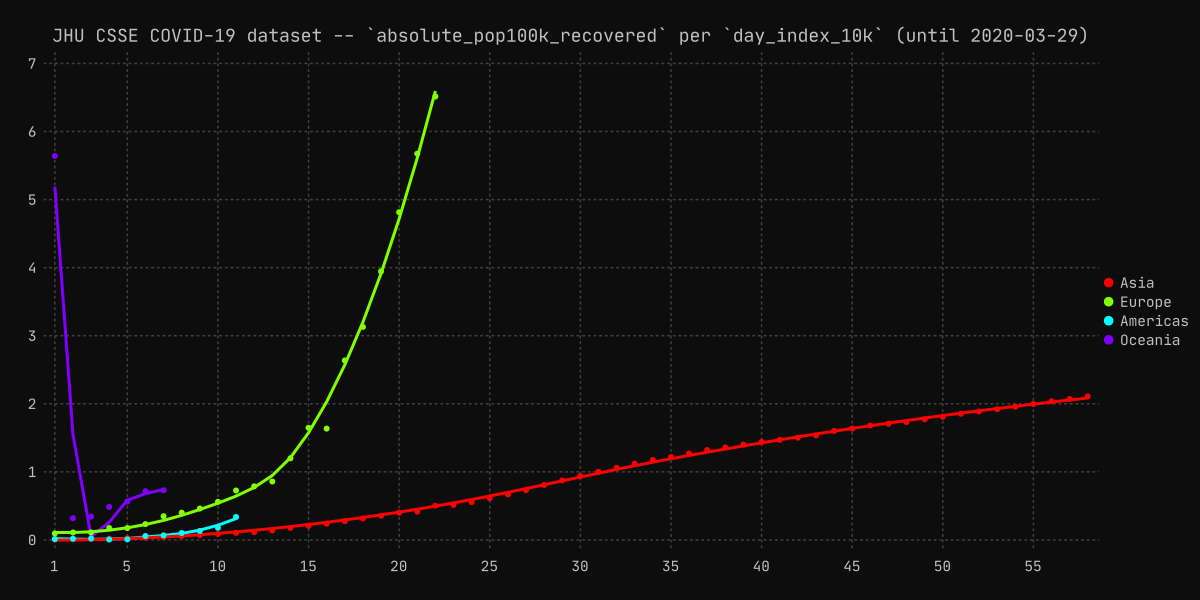 JHU CSSE COVID-19 dataset -- `absolute_pop100k_recovered` per `day_index_10k` (until 2020-03-29)
7
6
5
4
3
2
1
0
Asia
Europe
Americas
Oceania
1 5 10 15 20 25 30 35 40 45 50 55